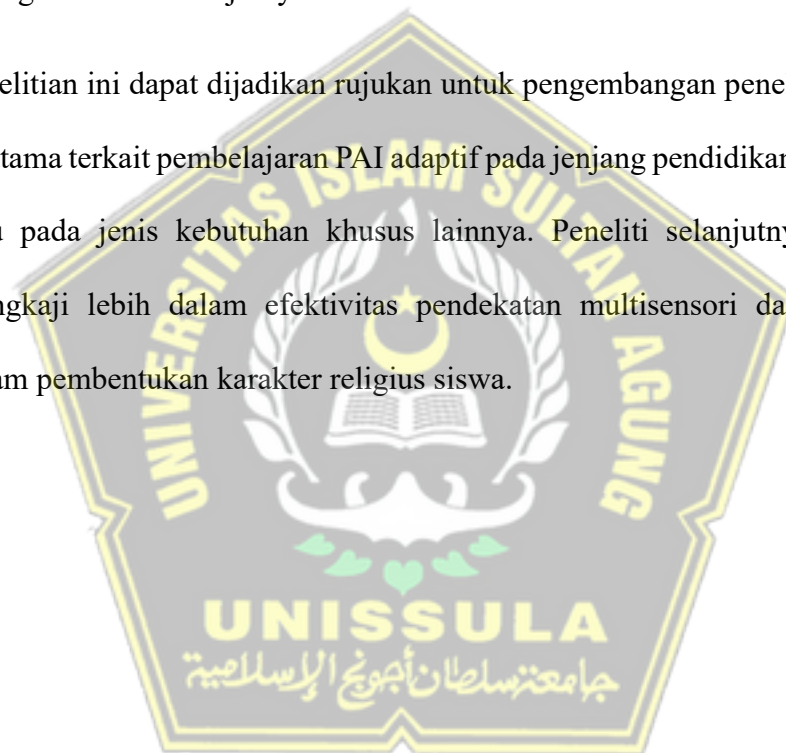 elitian ini dapat dijadikan rujukan untuk pengembangan pene
tama terkait pembelajaran PAI adaptif pada jenjang pendidikan
pada jenis kebutuhan khusus lainnya. Peneliti selanjutny
ngkaji lebih dalam efektivitas pendekatan multisensori da
am pembentukan karakter religius siswa.
UNIVERSITAS ISLAM SULTAN AGUNG
UNISSULA
جامعة سلطان أجونج الإسلامية